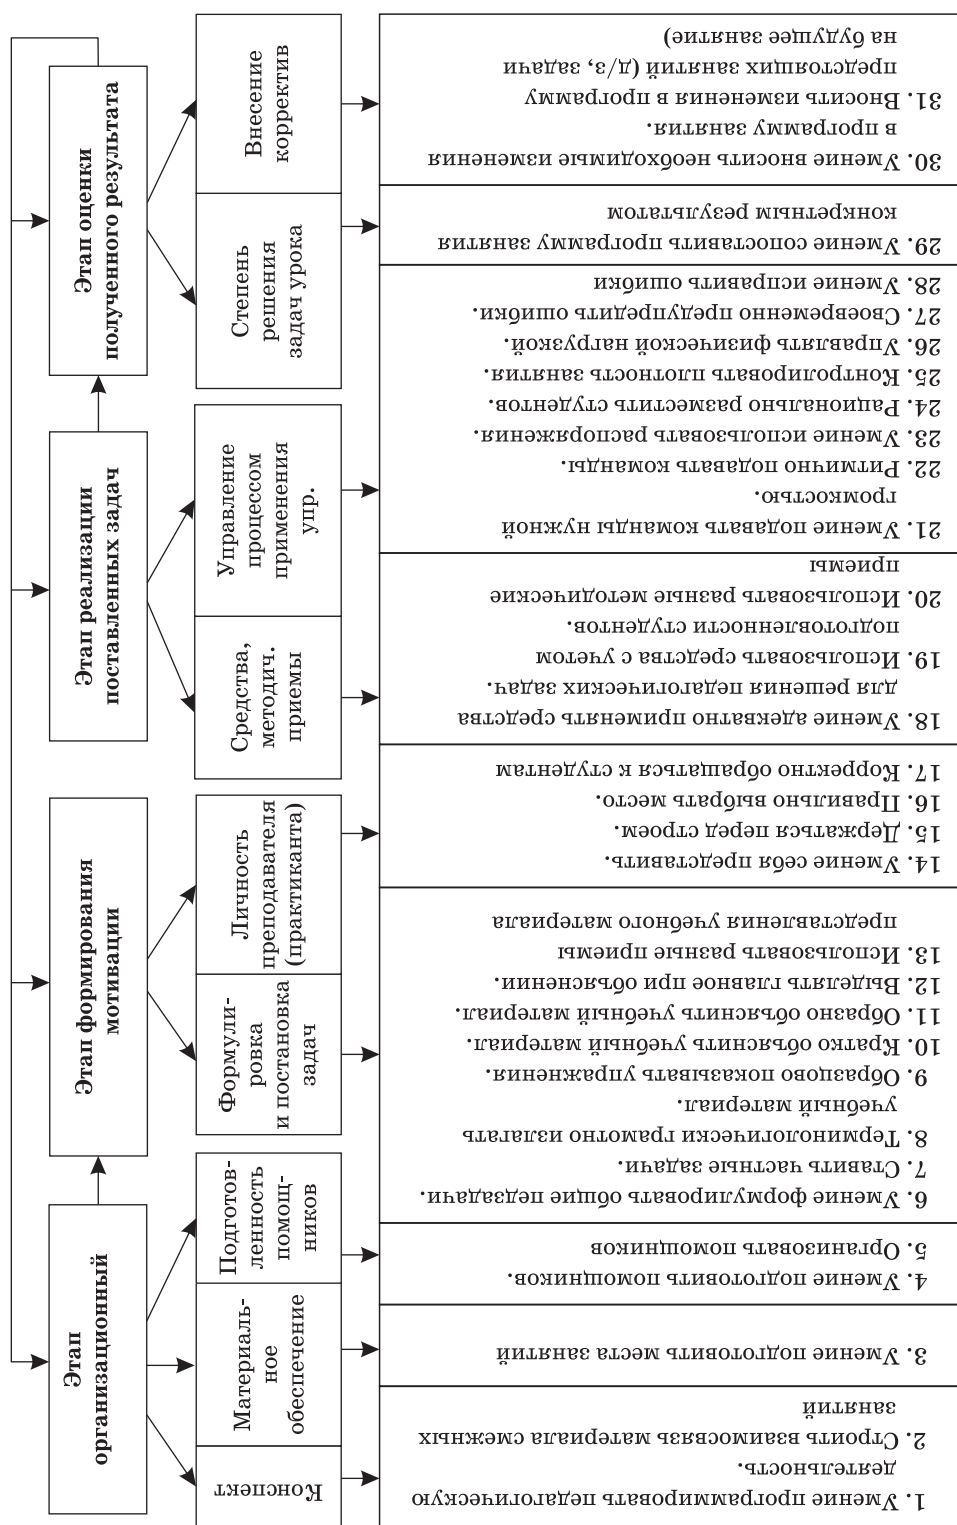 Этап
организационный
Этап формирования
мотивации
Этап реализации
поставленных задач
Этап оценки
полученного результата
Конспект
Материаль-
ное
обеспечение
Подготов-
ленность
помощ-
ников
Формули-
ровка
и постановка
задач
Личность
преподавателя
(практиканта)
Средства,
методич.
приемы
Управление
процессом
применения
упр.
Степень
решения
задач урока
Внесение
корректив
1. Умение программировать педагогическую
деятельность.
2. Строить взаимосвязь материала смежных
занятий
3. Умение подготовить места занятий
4. Умение подготовить помощников.
5. Организовать помощников
6. Умение формулировать общие педзадачи.
7. Ставить частные задачи.
8. Терминологически грамотно излагать
учебный материал.
9. Образцово показывать упражнения.
10. Кратко объяснить учебный материал.
11. Образно объяснить учебный материал.
12. Выделять главное при объяснении.
13. Использовать разные приемы
представления учебного материала
14. Умение себя представить.
15. Держаться перед строем.
16. Правильно выбрать место.
17. Корректно обращаться к студентам
18. Умение адекватно применять средства
для решения педагогических задач.
19. Использовать средства с учетом
подготовленности студентов.
20. Использовать разные методические
приемы
21. Умение подавать команды нужной
громкостью.
22. Ритмично подавать команды.
23. Умение использовать распоряжения.
24. Рационально разместить студентов.
25. Контролировать плотность занятия.
26. Управлять физической нагрузкой.
27. Своевременно предупредить ошибки.
28. Умение исправить ошибки
29. Умение сопоставить программу занятия
конкретным результатом
30. Умение вносить необходимые изменения
в программу занятия.
31. Вносить изменения в программу
предстоящих занятий (д/з, задачи
на будущее занятие)